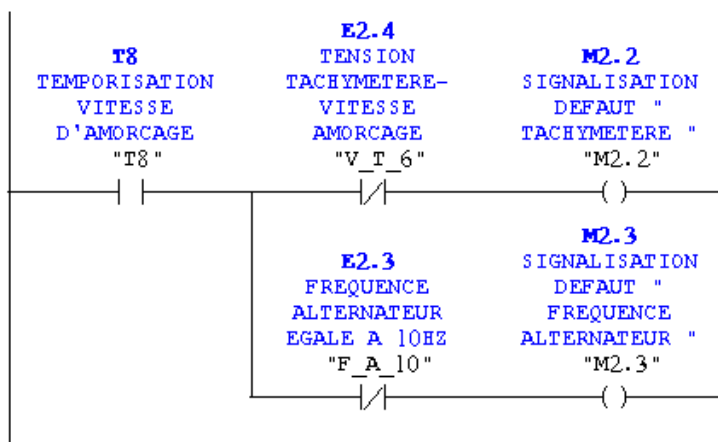 T8
TEMPORISATION
VITESSE
D'AMORCAGE
"T8"
E2.4
TENSION
TACHYMETERE-
VITESSE
AMORCAGE
"V_T_6"
M2.2
SIGNALISATION
DEFAUT "
TACHYMETERE "
"M2.2"
E2.3
FREQUENCE
ALTERNATEUR
EGALE A 10HZ
"F_A_10"
M2.3
SIGNALISATION
DEFAUT "
FREQUENCE
ALTERNATEUR "
"M2.3"